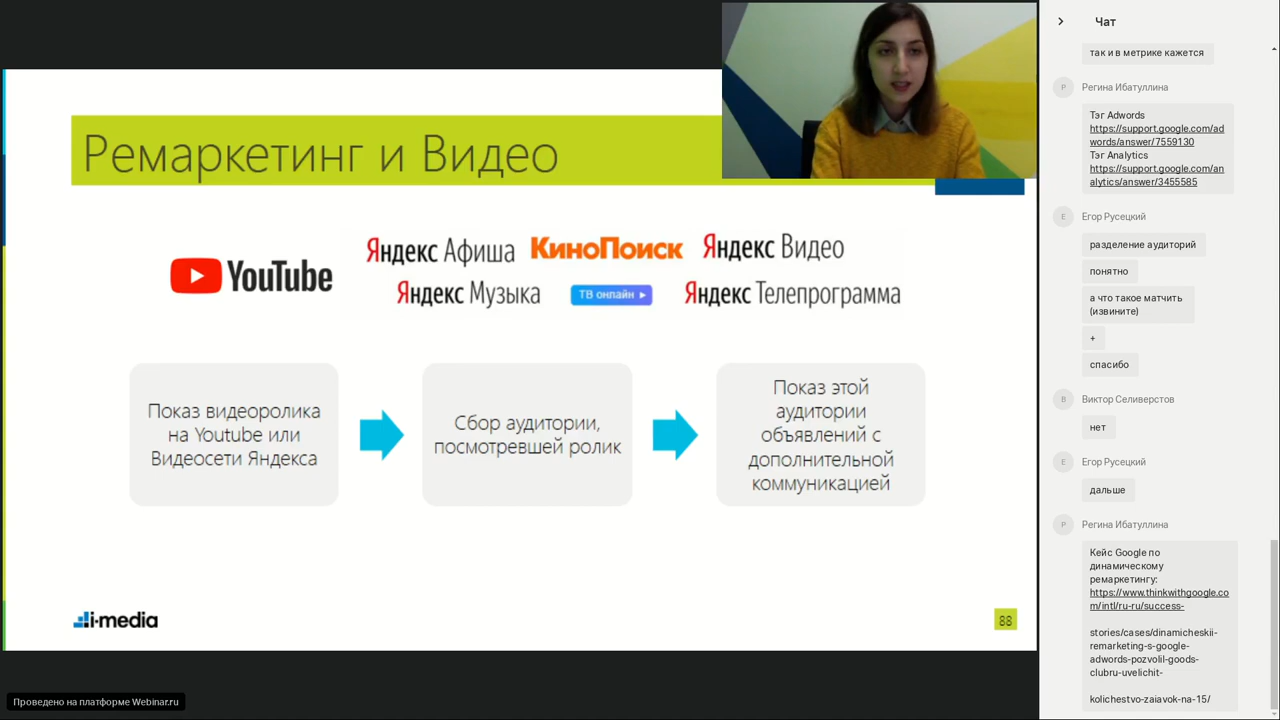 Ремаркетинг и Видео
YouTube
Яндекс Афиша
КиноПоиск
Яндекс Видео
Яндекс Музыка
ТВ онлайн
Яндекс Телепрограмма
Показ видеоролика
на Youtube или
Видеосети Яндекса
Сбор аудитории,
посмотревшей ролик
Показ этой
аудитории
объявлений с
дополнительной
коммуникацией
i-media
88
Проведено на платформе Webinar.ru
Чат
так и в метрике кажется
Р
Регина Ибатуллина
Тэг Adwords
https://support.google.com/ad
words/answer/7559130
Тэг Analytics
https://support.google.com/an
alytics/answer/3455585
Е
Егор Русецкий
разделение аудиторий
понятно
а что такое матчить
(извините)
+
спасибо
В
Виктор Селиверстов
нет
Е
Егор Русецкий
дальше
Р
Регина Ибатуллина
Кейс Google по
динамическому
ремаркетингу:
https://www.thinkwithgoogle.co
m/intl/ru-ru/success-
stories/cases/dinamicheskii-
remarketing-s-google-
adwords-pozvolil-goods-
clubru-uvelichit-
kolichestvo-zaiavok-na-15/